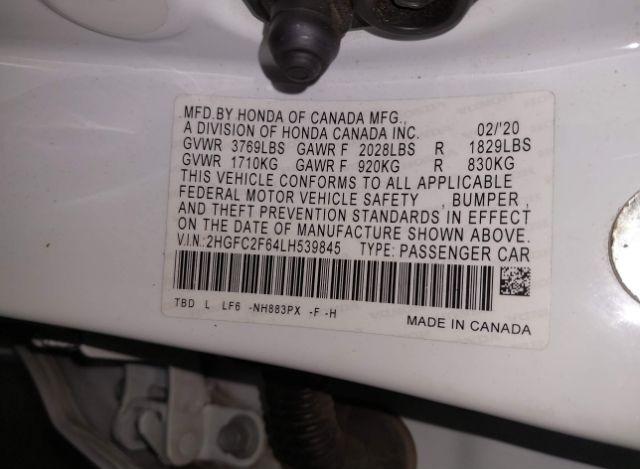 MFD.BY HONDA OF CANADA MFG.,
A DIVISION OF HONDA CANADA INC. 02/'20
GVWR 3769LBS GAWR F 2028LBS R 1829LBS
GVWR 1710KG GAWR F 920KG R 830KG
THIS VEHICLE CONFORMS TO ALL APPLICABLE
FEDERAL MOTOR VEHICLE SAFETY , BUMPER ,
AND THEFT PREVENTION STANDARDS IN EFFECT
ON THE DATE OF MANUFACTURE SHOWN ABOVE.
V.I.N.:2HGFC2F64LH539845 TYPE: PASSENGER CAR
TBD L LF6 -NH883PX -F -H
MADE IN CANADA